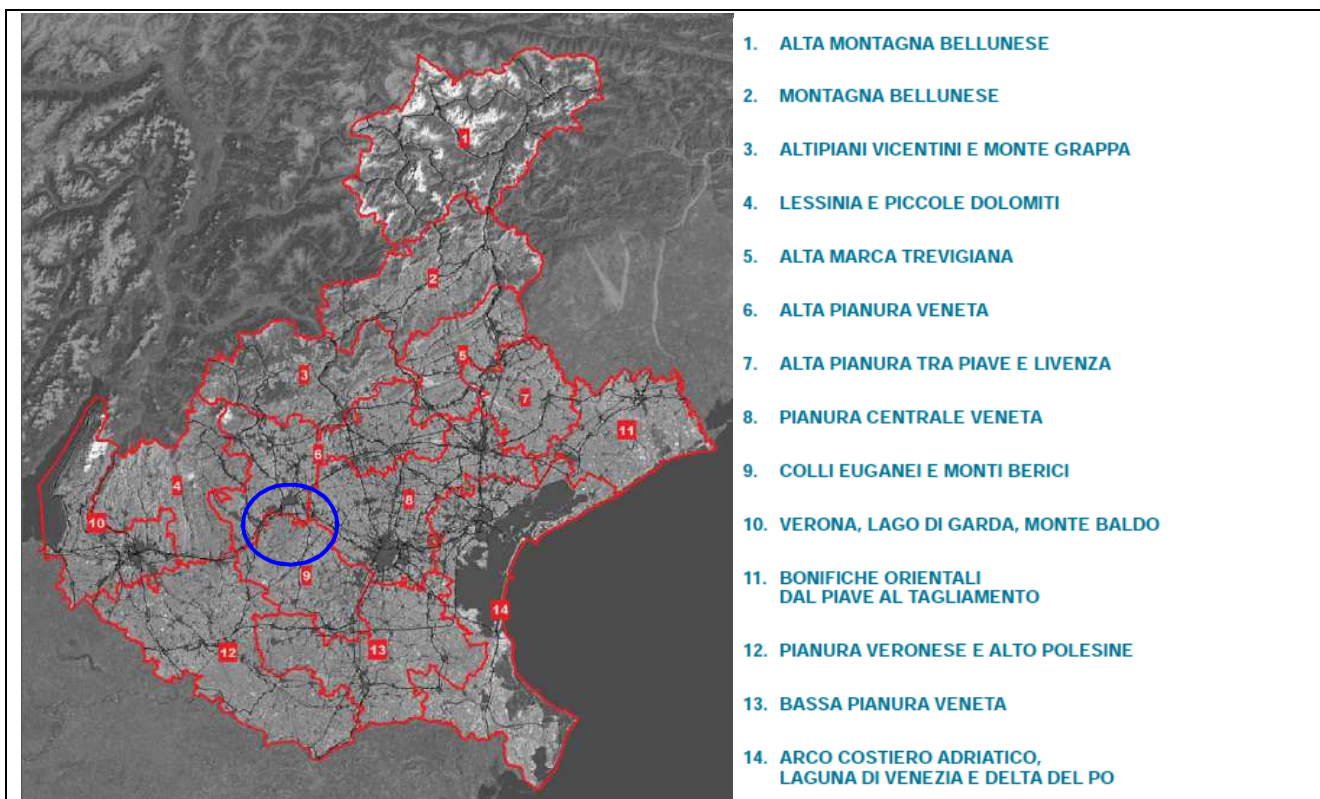 1
2
3
4
5
6
7
8
9
10
11
12
13
14
1. ALTA MONTAGNA BELLUNESE
2. MONTAGNA BELLUNESE
3. ALTIPIANI VICENTINI E MONTE GRAPPA
4. LESSINIA E PICCOLE DOLOMITI
5. ALTA MARCA TREVIGIANA
6. ALTA PIANURA VENETA
7. ALTA PIANURA TRA PIAVE E LIVENZA
8. PIANURA CENTRALE VENETA
9. COLLI EUGANEI E MONTI BERICI
10. VERONA, LAGO DI GARDA, MONTE BALDO
11. BONIFICHE ORIENTALI
DAL PIAVE AL TAGLIAMENTO
12. PIANURA VERONESE E ALTO POLESINE
13. BASSA PIANURA VENETA
14. ARCO COSTIERO ADRIATICO,
LAGUNA DI VENEZIA E DELTA DEL PO